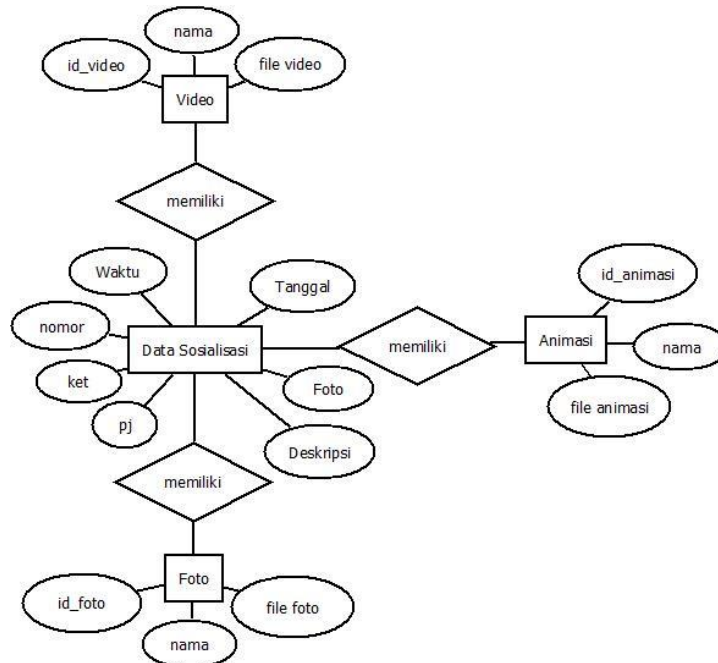 nama
id_video
file video
Video
memiliki
Waktu
Tanggal
id_animasi
nomor
Data Sosialisasi
memiliki
Animasi
nama
ket
Foto
file animasi
pj
Deskripsi
memiliki
Foto
id_foto
file foto
nama